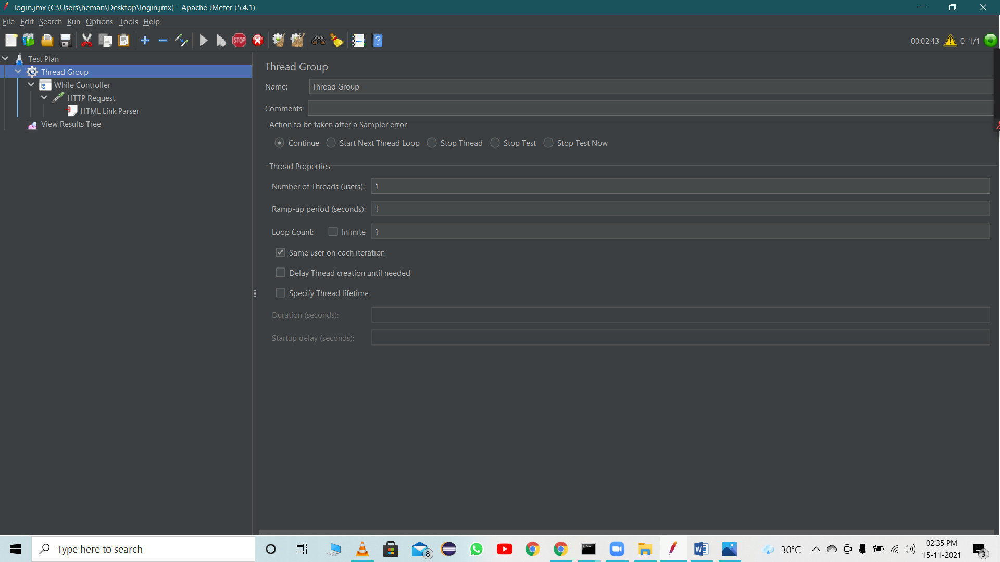 login.jmx (C:\Users\heman\Desktop\login.jmx) - Apache JMeter (5.4.1)
File Edit Search Run Options Tools Help
STOP
00:02:43 0 1/1
Test Plan
Thread Group
While Controller
HTTP Request
HTML Link Parser
View Results Tree
Thread Group
Name: Thread Group
Comments:
Action to be taken after a Sampler error
Continue Start Next Thread Loop Stop Thread Stop Test Stop Test Now
Thread Properties
Number of Threads (users): 1
Ramp-up period (seconds): 1
Loop Count: Infinite 1
Same user on each iteration
Delay Thread creation until needed
Specify Thread lifetime
Duration (seconds):
Startup delay (seconds):
Type here to search
8
30°C
02:35 PM
15-11-2021
3